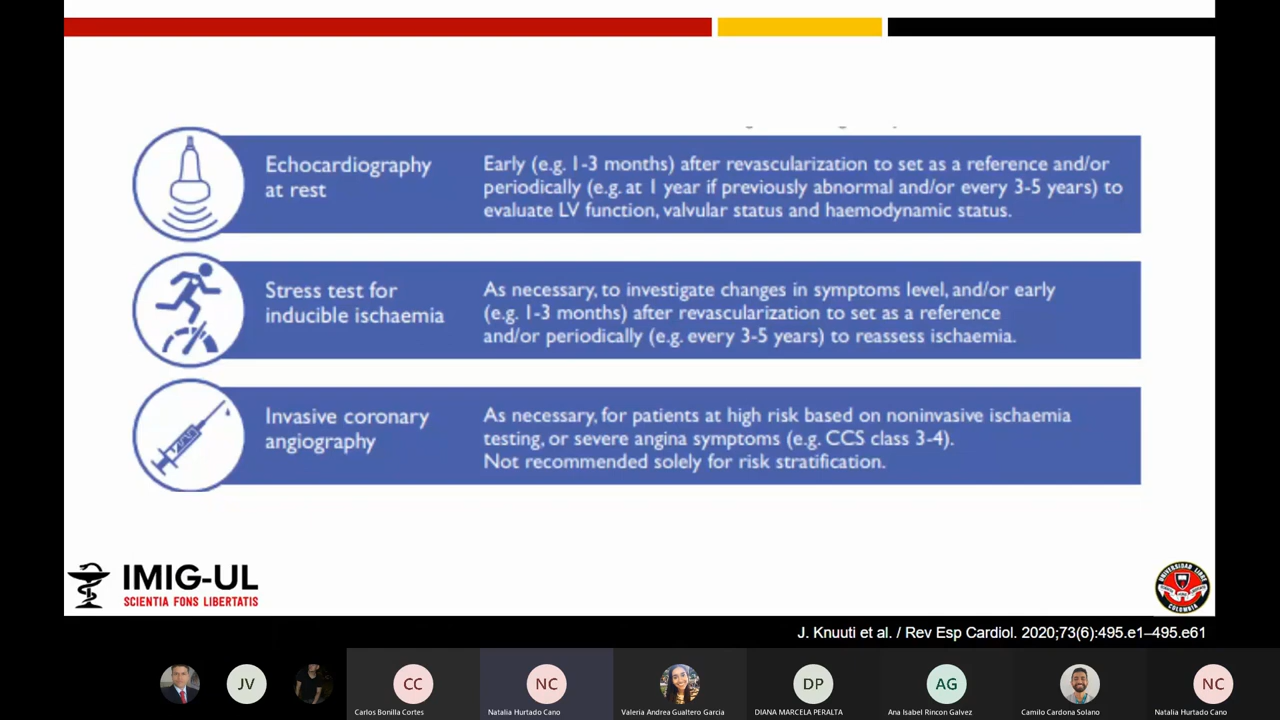 Echocardiography
at rest
Early (e.g. 1-3 months) after revascularization to set as a reference and/or
periodically (e.g. at 1 year if previously abnormal and/or every 3-5 years) to
evaluate LV function, valvular status and haemodynamic status.
Stress test for
inducible ischaemia
As necessary, to investigate changes in symptoms level, and/or early
(e.g. 1-3 months) after revascularization to set as a reference
and/or periodically (e.g. every 3-5 years) to reassess ischaemia.
Invasive coronary
angiography
As necessary, for patients at high risk based on noninvasive ischaemia
testing, or severe angina symptoms (e.g. CCS class 3-4).
Not recommended solely for risk stratification.
IMIG-UL
SCIENTIA FONS LIBERTATIS
UNIVERSIDAD LIBRE
COLOMBIA
J. Knuuti et al. / Rev Esp Cardiol. 2020;73(6):495.e1–495.e61
JV
CC
NC
DP
AG
NC
Carlos Bonilla Cortes
Natalia Hurtado Cano
Valeria Andrea Gualtero Garcia
DIANA MARCELA PERALTA
Ana Isabel Rincon Galvez
Camilo Cardona Solano
Natalia Hurtado Cano